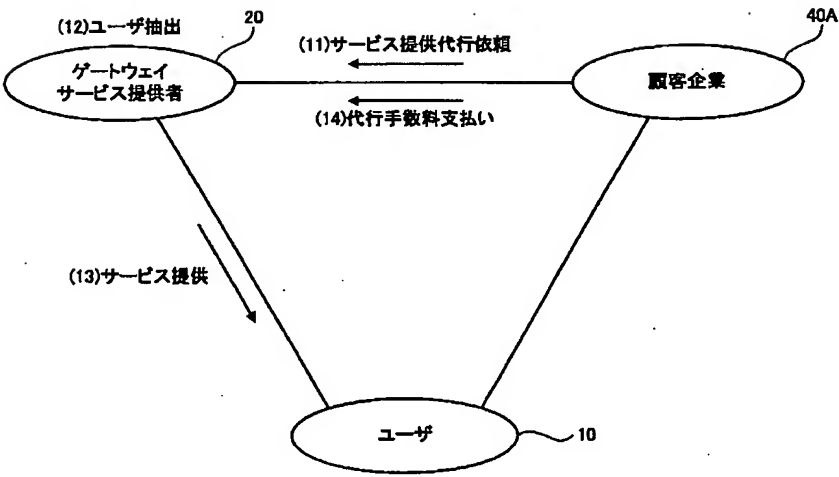 (12)ユーザ抽出
20
ゲートウェイ
サービス提供者
(11)サービス提供代行依頼
40A
顧客企業
(14)代行手数料支払い
(13)サービス提供
ユーザ
10